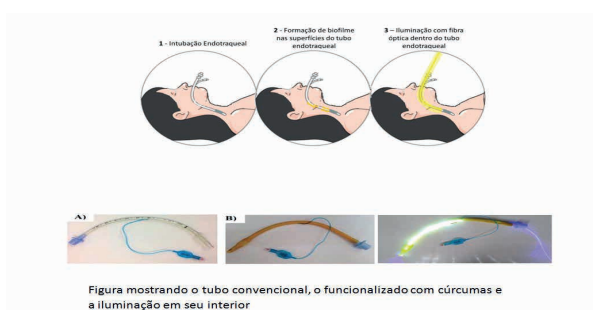 1 - Intubação Endotraqueal
2 - Formação de biofilme
nas superfícies do tubo
endotraqueal
3 – Iluminação com fibra
óptica dentro do tubo
endotraqueal
A)
B)
Figura mostrando o tubo convencional, o funcionalizado com cúrcumas e
a iluminação em seu interior